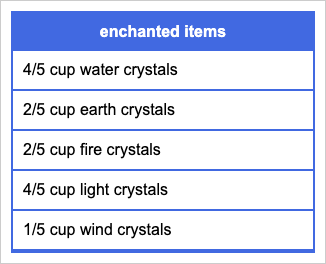 enchanted items
4/5 cup water crystals
2/5 cup earth crystals
2/5 cup fire crystals
4/5 cup light crystals
1/5 cup wind crystals